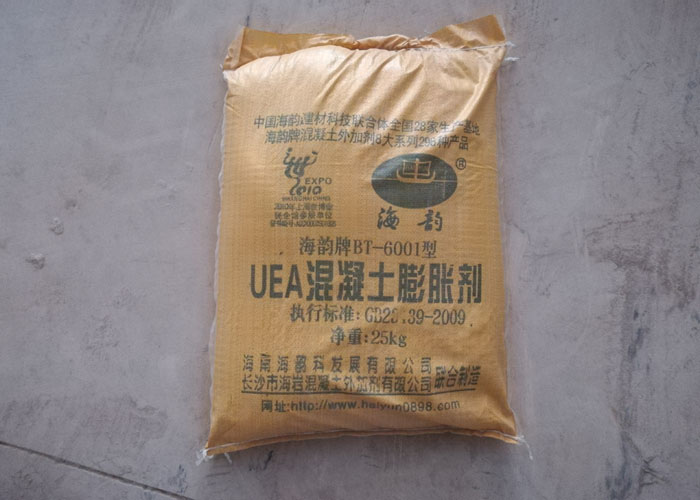 中国海韵建材科技联合体全国28家生产基地
海韵牌混凝土外加剂8大系列296种产品
EXPO
2010
SHANGHAI CHINA
®
海韵
海韵牌BT-6001型
UEA混凝土膨胀剂
执行标准:GB23439-2009
净重:25kg
海南海韵科发展有限公司
长沙市海岩混凝土外加剂有限公司
联合制造
网址:http://www.haiyun0898.com